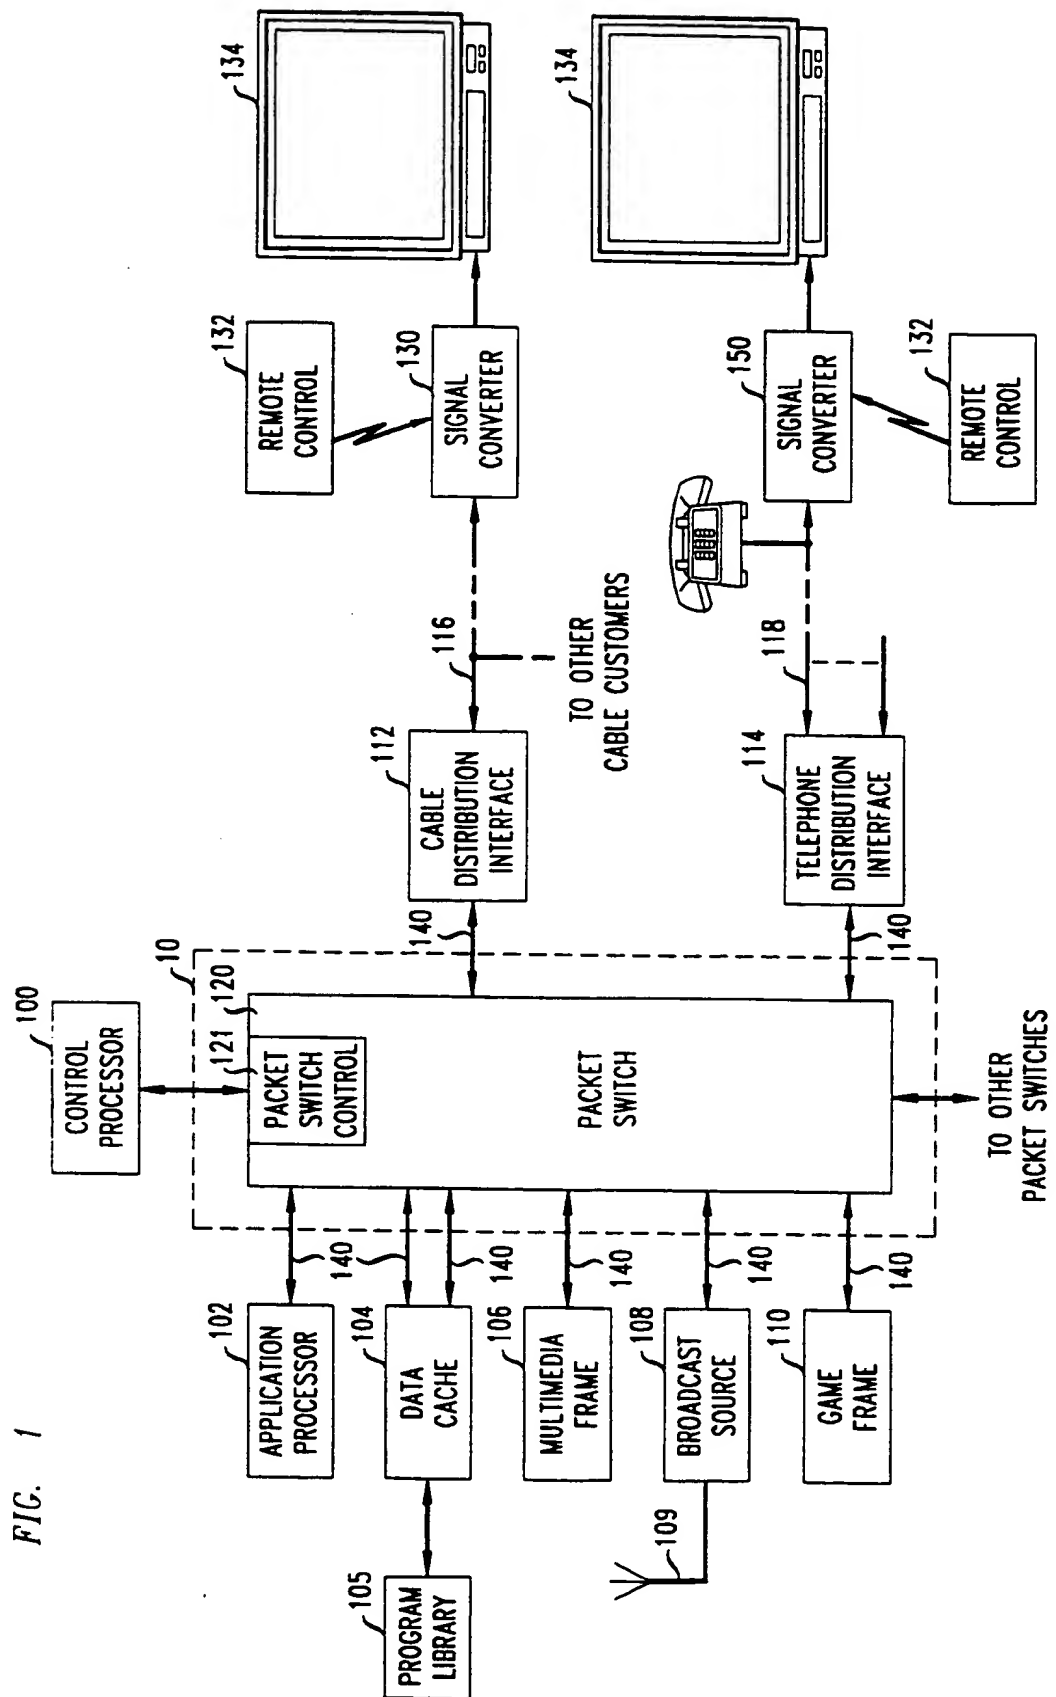 FIG. 1
100
CONTROL
PROCESSOR
10
121
120
PACKET
SWITCH
CONTROL
PACKET
SWITCH
102
APPLICATION
PROCESSOR
140
104
DATA
CACHE
140
140
105
PROGRAM
LIBRARY
106
MULTIMEDIA
FRAME
140
108
BROADCAST
SOURCE
140
109
110
GAME
FRAME
140
TO OTHER
PACKET SWITCHES
140
112
CABLE
DISTRIBUTION
INTERFACE
116
TO OTHER
CABLE CUSTOMERS
132
REMOTE
CONTROL
130
SIGNAL
CONVERTER
134
140
114
TELEPHONE
DISTRIBUTION
INTERFACE
118
150
SIGNAL
CONVERTER
132
REMOTE
CONTROL
134